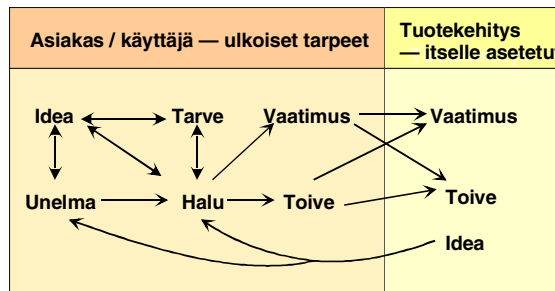 Asiakas / käyttäjä — ulkoiset tarpeet
Tuotekehitys
— itselle asetetut
Idea Tarve Vaatimus Vaatimus
Unelma Halu Toive Toive
Idea